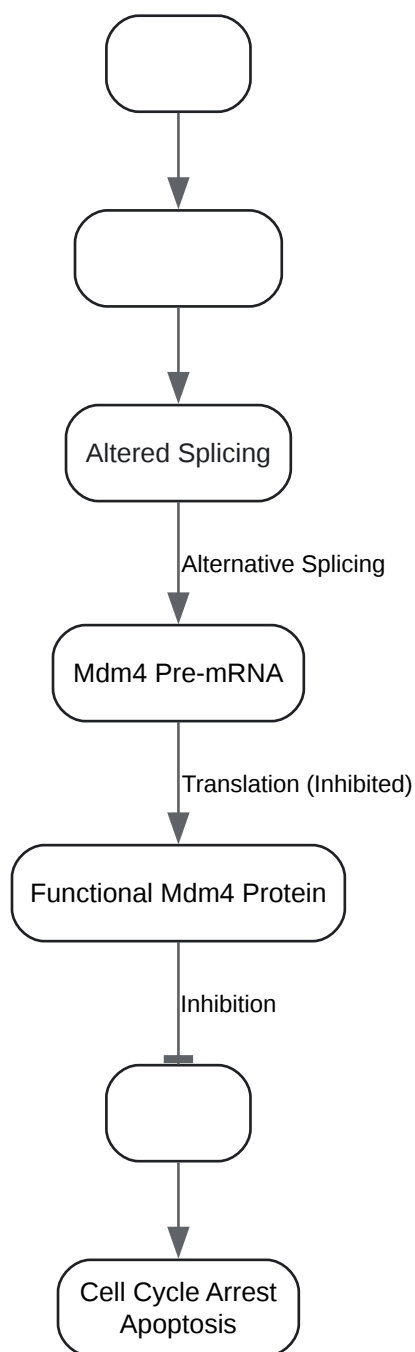 Altered Splicing
Alternative Splicing
Mdm4 Pre-mRNA
Translation (Inhibited)
Functional Mdm4 Protein
Inhibition
Cell Cycle Arrest
Apoptosis